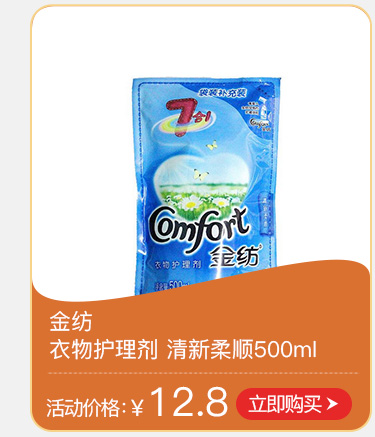 袋装补充装
7合1
Comfort
金纺
衣物护理剂
500ml
金纺
衣物护理剂 清新柔顺500ml
活动价格:¥12.8
立即购买